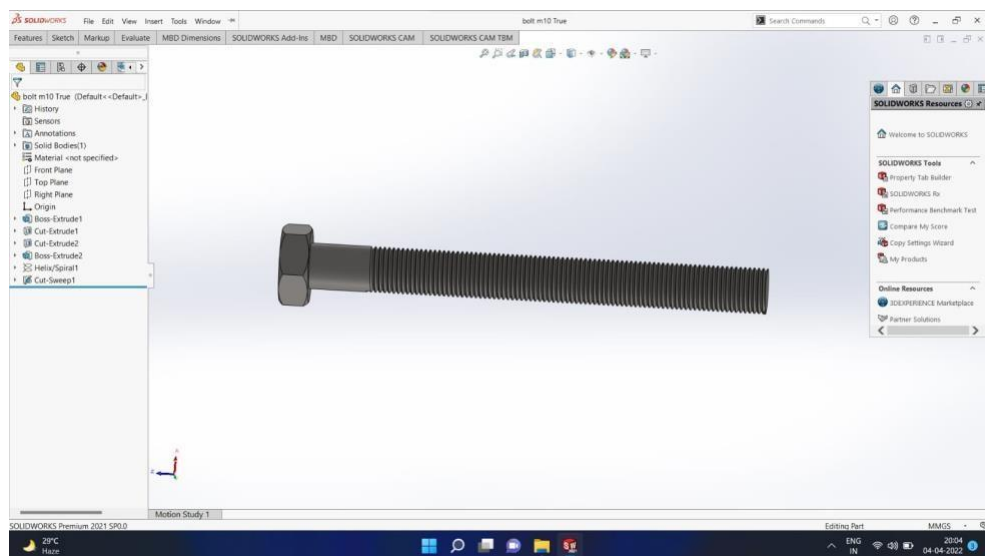 SOLIDWORKS File Edit View Insert Tools Window bolt m10 True Search Commands
Features Sketch Markup Evaluate MBD Dimensions SOLIDWORKS Add-Ins MBD SOLIDWORKS CAM SOLIDWORKS CAM TBM
bolt m10 True (Default<<Default>_
History
Sensors
Annotations
Solid Bodies(1)
Material <not specified>
Front Plane
Top Plane
Right Plane
Origin
Boss-Extrude1
Cut-Extrude1
Cut-Extrude2
Boss-Extrude2
Helix/Spiral1
Cut-Sweep1
SOLIDWORKS Resources
Welcome to SOLIDWORKS
SOLIDWORKS Tools
Property Tab Builder
SOLIDWORKS Rx
Performance Benchmark Test
Compare My Score
Copy Settings Wizard
My Products
Online Resources
3DEXPERIENCE Marketplace
Partner Solutions
Motion Study 1
SOLIDWORKS Premium 2021 SP0.0 Editing Part MMGS
29°C
Haze
ENG
IN
20:04
04-04-2022